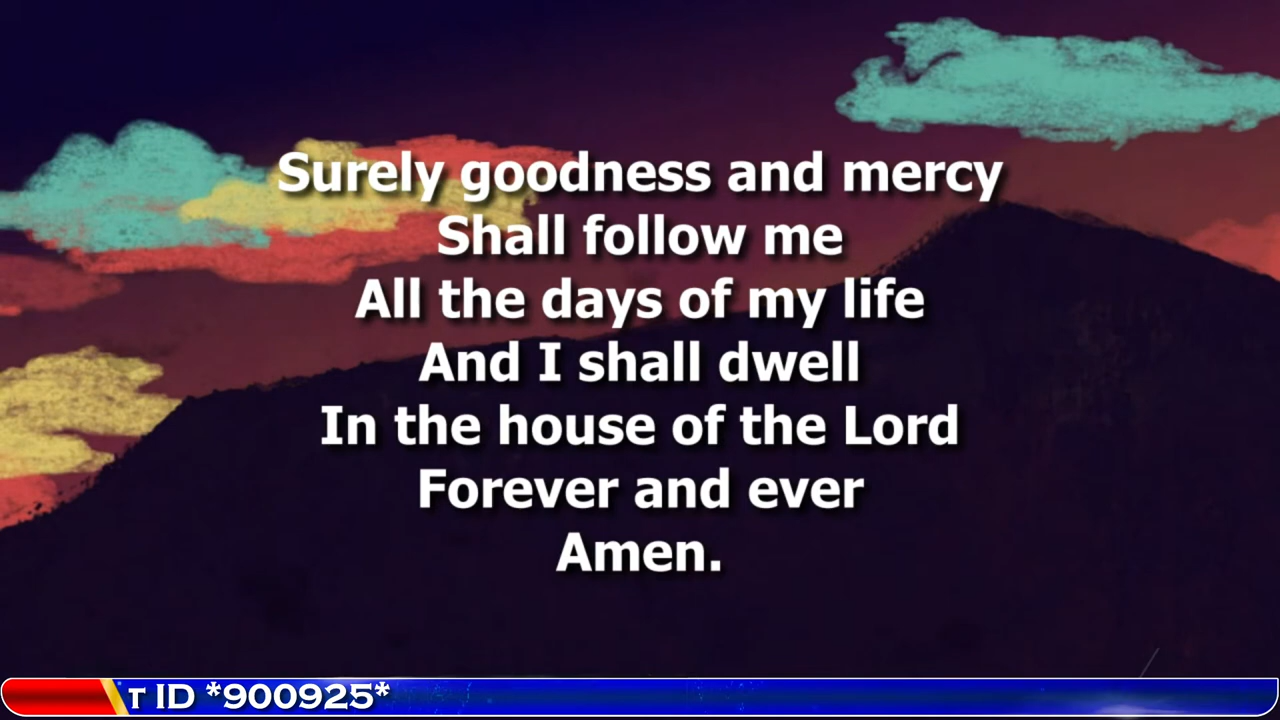 Surely goodness and mercy
Shall follow me
All the days of my life
And I shall dwell
In the house of the Lord
Forever and ever
Amen.
T ID *900925*